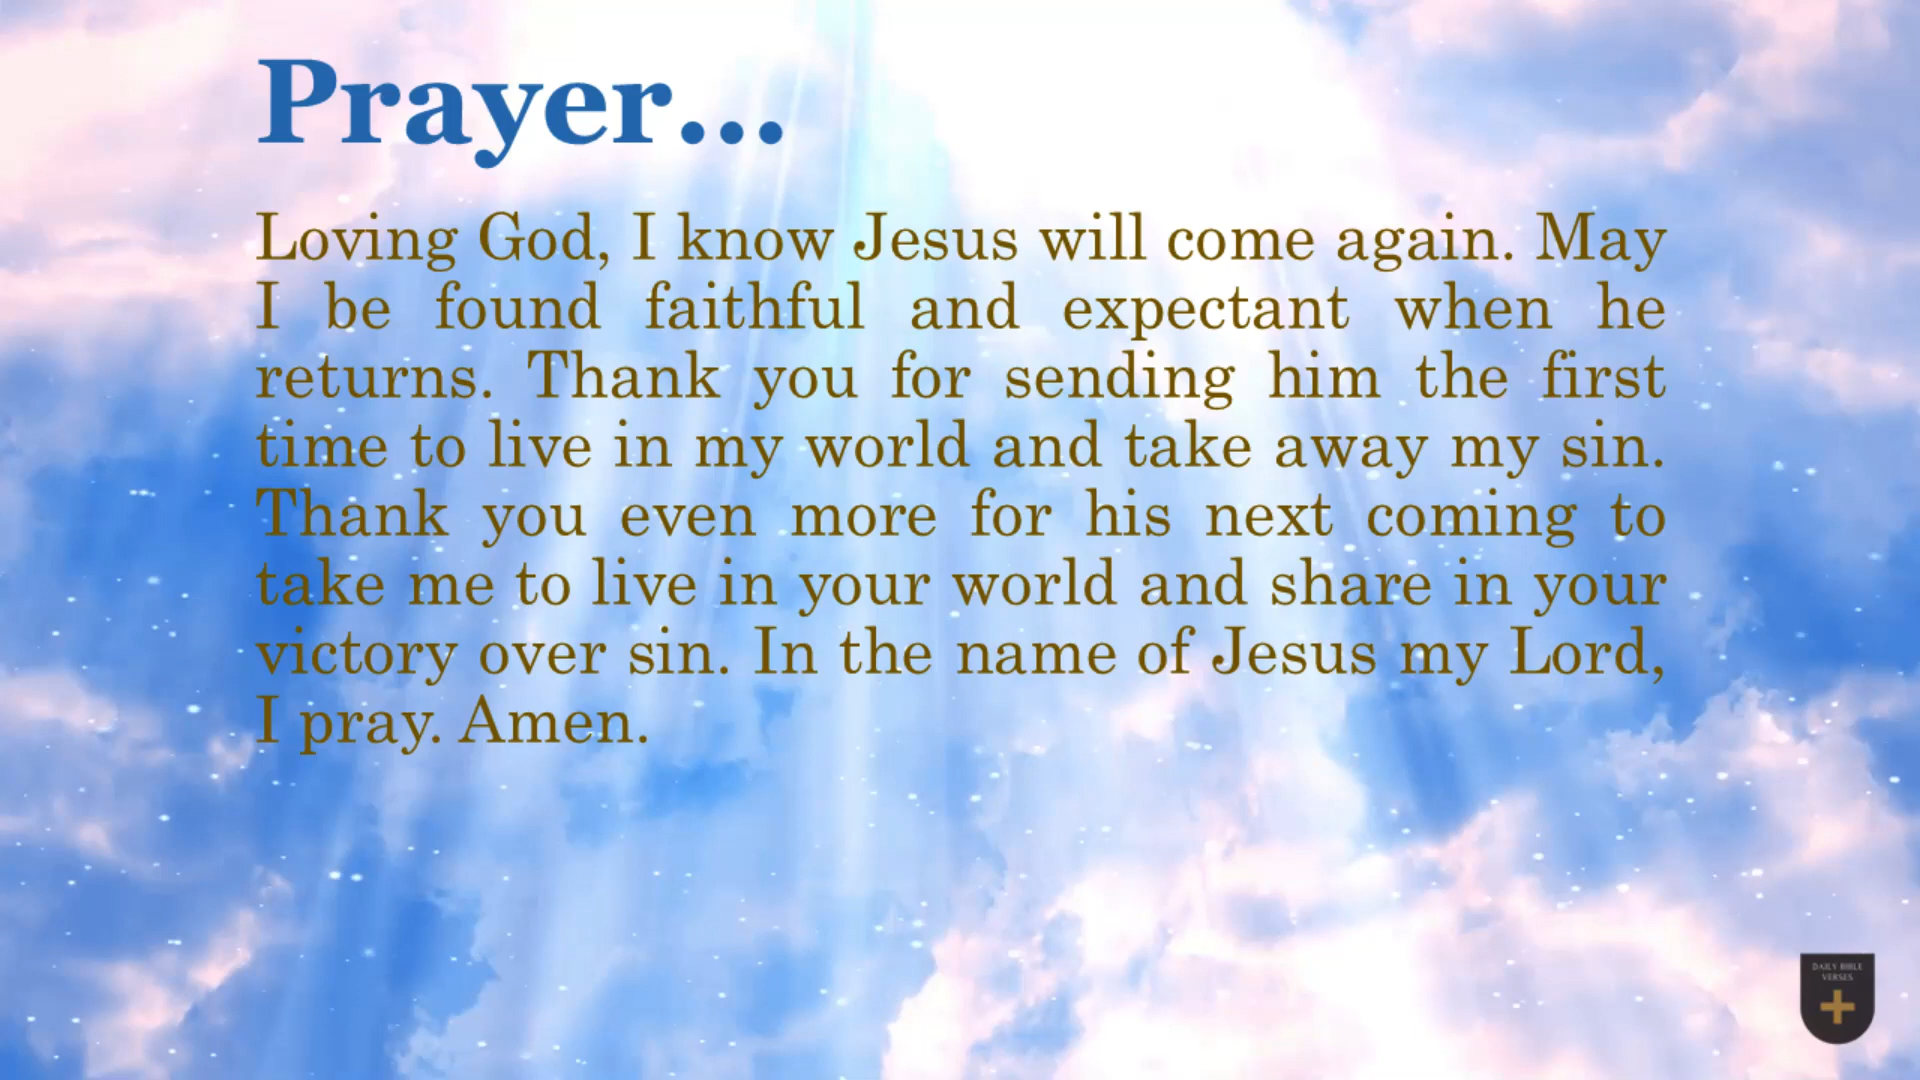 Prayer...
Loving God, I know Jesus will come again. May
I be found faithful and expectant when he
returns. Thank you for sending him the first
time to live in my world and take away my sin.
Thank you even more for his next coming to
take me to live in your world and share in your
victory over sin. In the name of Jesus my Lord,
I pray. Amen.
DAILY BIBLE
VERSES